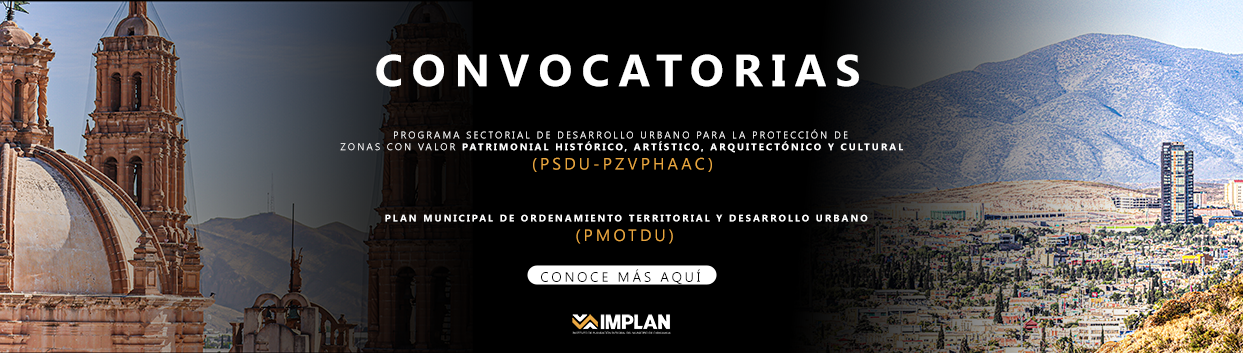 CONVOCATORIAS
PROGRAMA SECTORIAL DE DESARROLLO URBANO PARA LA PROTECCIÓN DE
ZONAS CON VALOR PATRIMONIAL HISTÓRICO, ARTÍSTICO, ARQUITECTÓNICO Y CULTURAL
(PSDU-PZVPHAAC)
PLAN MUNICIPAL DE ORDENAMIENTO TERRITORIAL Y DESARROLLO URBANO
(PMOTDU)
CONOCE MÁS AQUÍ
IMPLAN